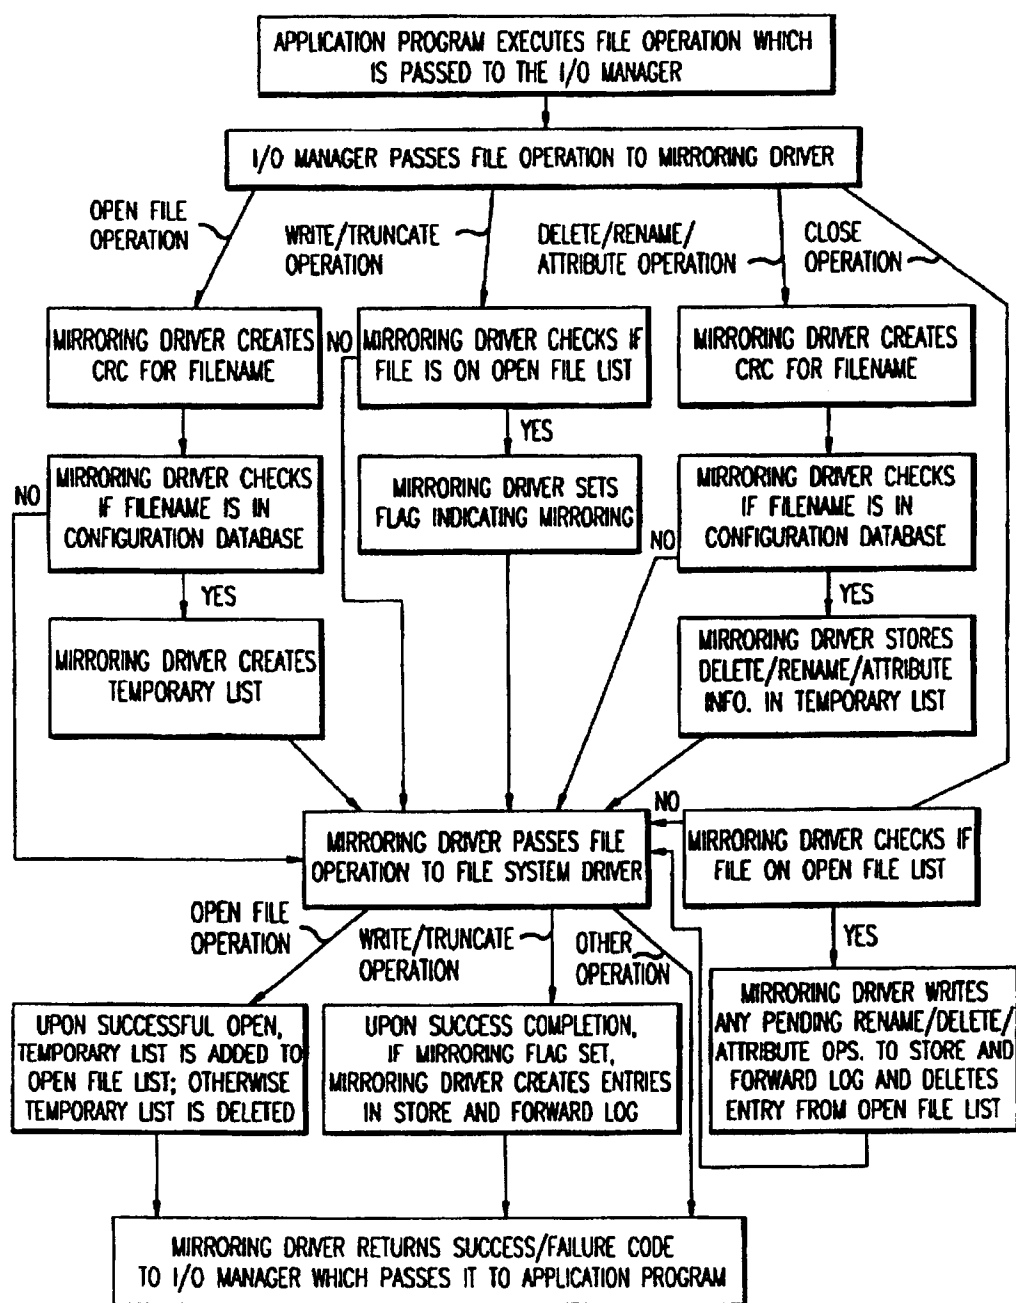 APPLICATION PROGRAM EXECUTES FILE OPERATION WHICH
IS PASSED TO THE I/O MANAGER
I/O MANAGER PASSES FILE OPERATION TO MIRRORING DRIVER
OPEN FILE
OPERATION
WRITE/TRUNCATE
OPERATION
DELETE/RENAME/
ATTRIBUTE OPERATION
CLOSE
OPERATION
MIRRORING DRIVER CREATES
CRC FOR FILENAME
NO
MIRRORING DRIVER CHECKS IF
FILE IS ON OPEN FILE LIST
MIRRORING DRIVER CREATES
CRC FOR FILENAME
YES
NO
MIRRORING DRIVER CHECKS
IF FILENAME IS IN
CONFIGURATION DATABASE
MIRRORING DRIVER SETS
FLAG INDICATING MIRRORING
NO
MIRRORING DRIVER CHECKS
IF FILENAME IS IN
CONFIGURATION DATABASE
YES
YES
MIRRORING DRIVER CREATES
TEMPORARY LIST
MIRRORING DRIVER STORES
DELETE/RENAME/ATTRIBUTE
INFO. IN TEMPORARY LIST
MIRRORING DRIVER PASSES FILE
OPERATION TO FILE SYSTEM DRIVER
NO
MIRRORING DRIVER CHECKS IF
FILE ON OPEN FILE LIST
OPEN FILE
OPERATION
WRITE/TRUNCATE
OPERATION
OTHER
OPERATION
YES
UPON SUCCESSFUL OPEN,
TEMPORARY LIST IS ADDED TO
OPEN FILE LIST; OTHERWISE
TEMPORARY LIST IS DELETED
UPON SUCCESS COMPLETION,
IF MIRRORING FLAG SET,
MIRRORING DRIVER CREATES ENTRIES
IN STORE AND FORWARD LOG
MIRRORING DRIVER WRITES
ANY PENDING RENAME/DELETE/
ATTRIBUTE OPS. TO STORE AND
FORWARD LOG AND DELETES
ENTRY FROM OPEN FILE LIST
MIRRORING DRIVER RETURNS SUCCESS/FAILURE CODE
TO I/O MANAGER WHICH PASSES IT TO APPLICATION PROGRAM